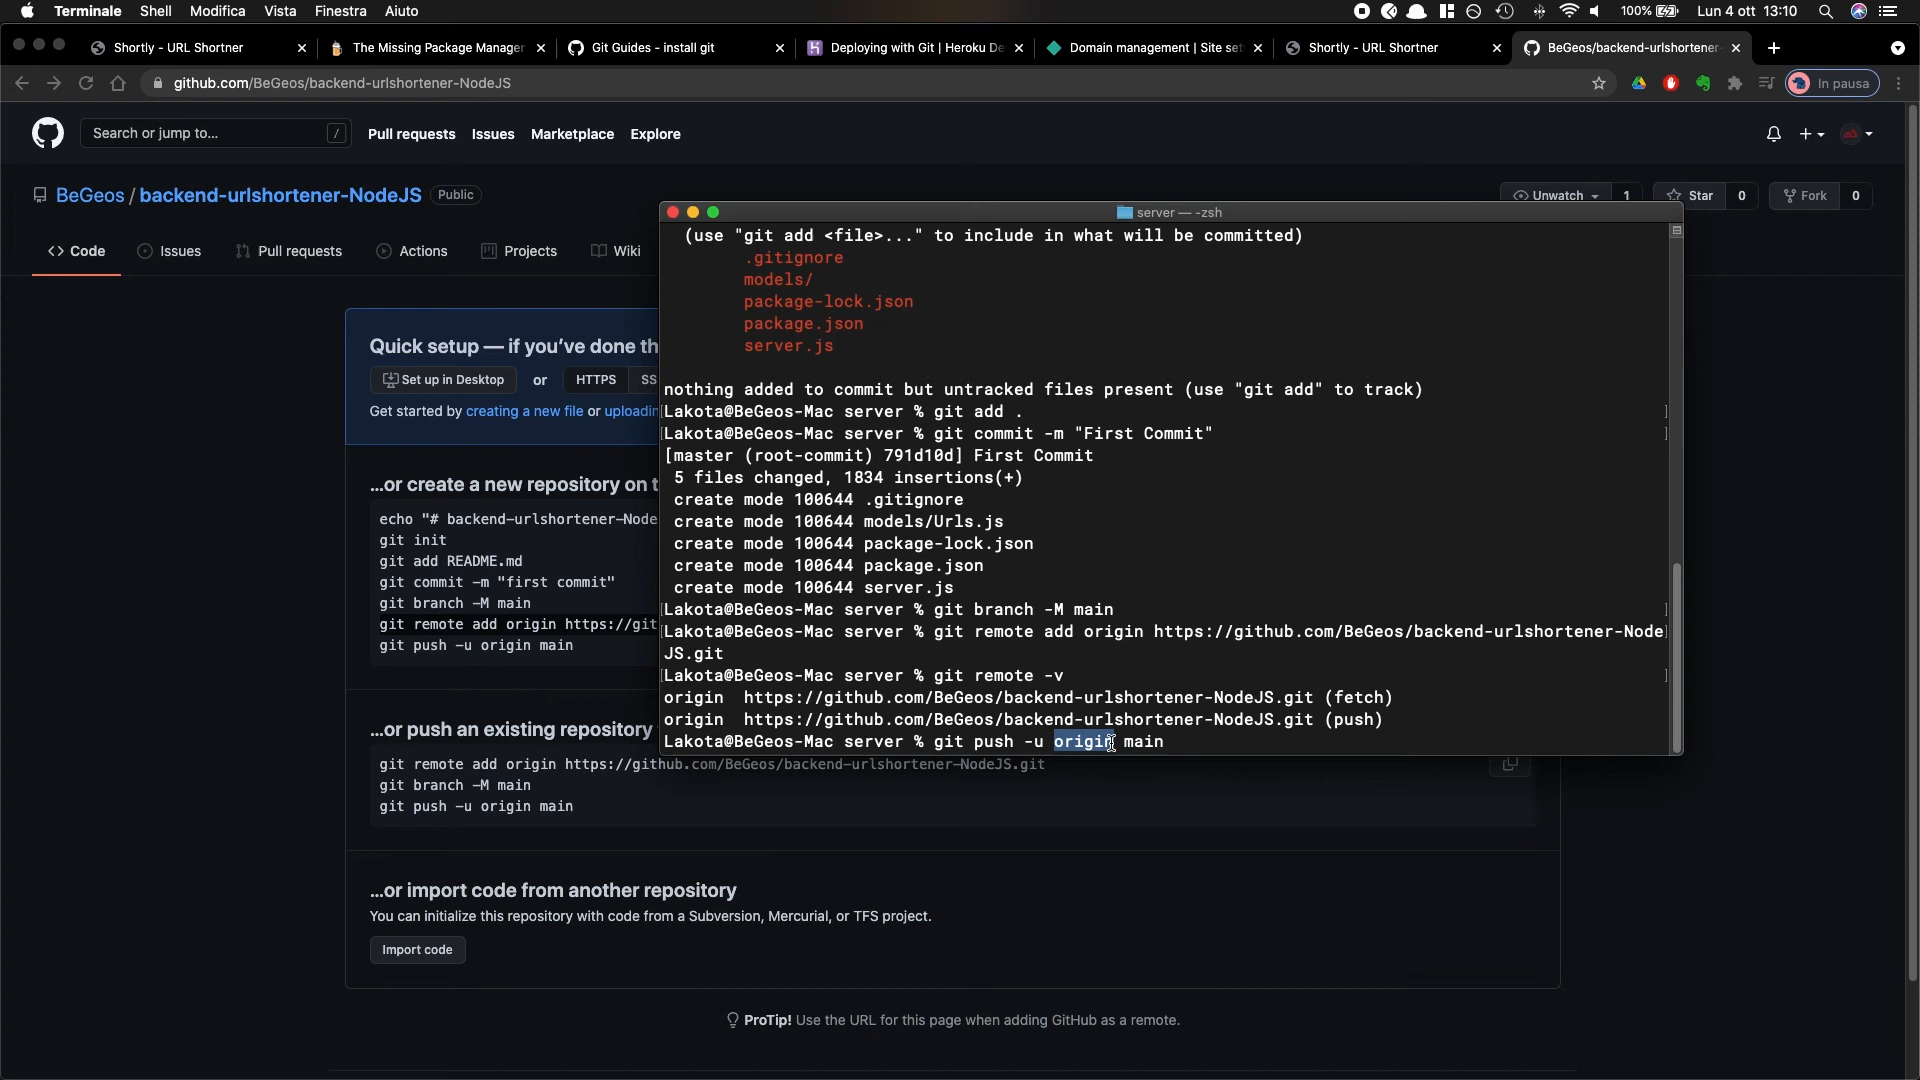 Terminale Shell Modifica Vista Finestra Aiuto 100% Lun 4 ott 13:10
Shortly - URL Shortner The Missing Package Manager Git Guides - install git Deploying with Git | Heroku De Domain management | Site set Shortly - URL Shortner BeGeos/backend-urlshortener-
github.com/BeGeos/backend-urlshortener-NodeJS In pausa
Search or jump to... / Pull requests Issues Marketplace Explore
BeGeos / backend-urlshortener-NodeJS Public Unwatch 1 Star 0 Fork 0
Code Issues Pull requests Actions Projects Wiki
server — -zsh
(use "git add <file>..." to include in what will be committed)
.gitignore
models/
package-lock.json
package.json
server.js
nothing added to commit but untracked files present (use "git add" to track)
[Lakota@BeGeos-Mac server % git add . ]
[Lakota@BeGeos-Mac server % git commit -m "First Commit" ]
[master (root-commit) 791d10d] First Commit
5 files changed, 1834 insertions(+)
create mode 100644 .gitignore
create mode 100644 models/Urls.js
create mode 100644 package-lock.json
create mode 100644 package.json
create mode 100644 server.js
[Lakota@BeGeos-Mac server % git branch -M main ]
[Lakota@BeGeos-Mac server % git remote add origin https://github.com/BeGeos/backend-urlshortener-Node]
JS.git
[Lakota@BeGeos-Mac server % git remote -v ]
origin https://github.com/BeGeos/backend-urlshortener-NodeJS.git (fetch)
origin https://github.com/BeGeos/backend-urlshortener-NodeJS.git (push)
Lakota@BeGeos-Mac server % git push -u origin main
Quick setup — if you've done th
Set up in Desktop or HTTPS SS
Get started by creating a new file or uploadin
...or create a new repository on t
echo "# backend-urlshortener-Node
git init
git add README.md
git commit -m "first commit"
git branch -M main
git remote add origin https://git
git push -u origin main
...or push an existing repository
git remote add origin https://github.com/BeGeos/backend-urlshortener-NodeJS.git
git branch -M main
git push -u origin main
...or import code from another repository
You can initialize this repository with code from a Subversion, Mercurial, or TFS project.
Import code
ProTip! Use the URL for this page when adding GitHub as a remote.